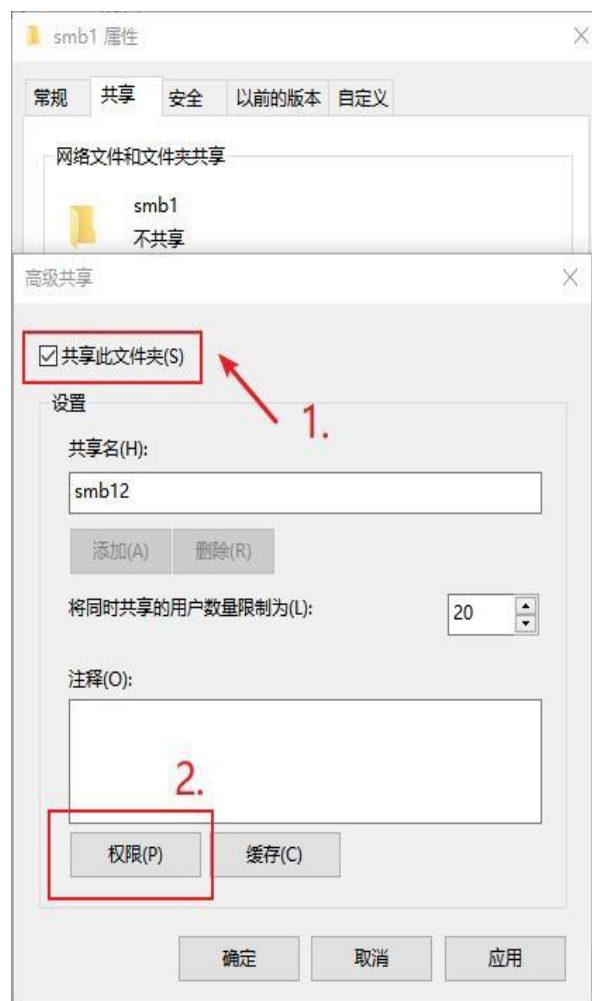 smb1 属性
常规 共享 安全 以前的版本 自定义
网络文件和文件夹共享
smb1
不共享
高级共享
共享此文件夹(S)
1.
设置
共享名(H):
smb12
添加(A) 删除(R)
将同时共享的用户数量限制为(L): 20
注释(O):
2.
权限(P) 缓存(C)
确定 取消 应用